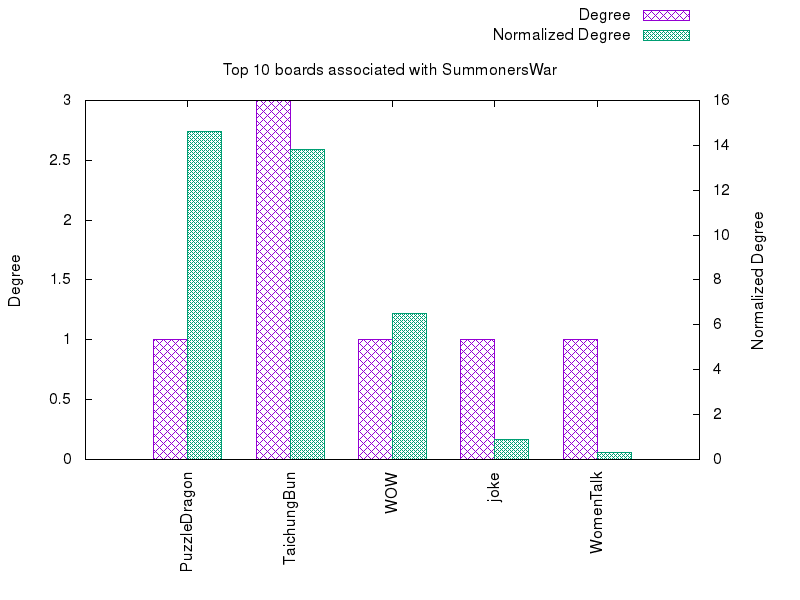 Degree
Normalized Degree
Top 10 boards associated with SummonersWar
3
2.5
2
1.5
1
0.5
0
16
14
12
10
8
6
4
2
0
Degree
Normalized Degree
PuzzleDragon
TaichungBun
WOW
joke
WomenTalk